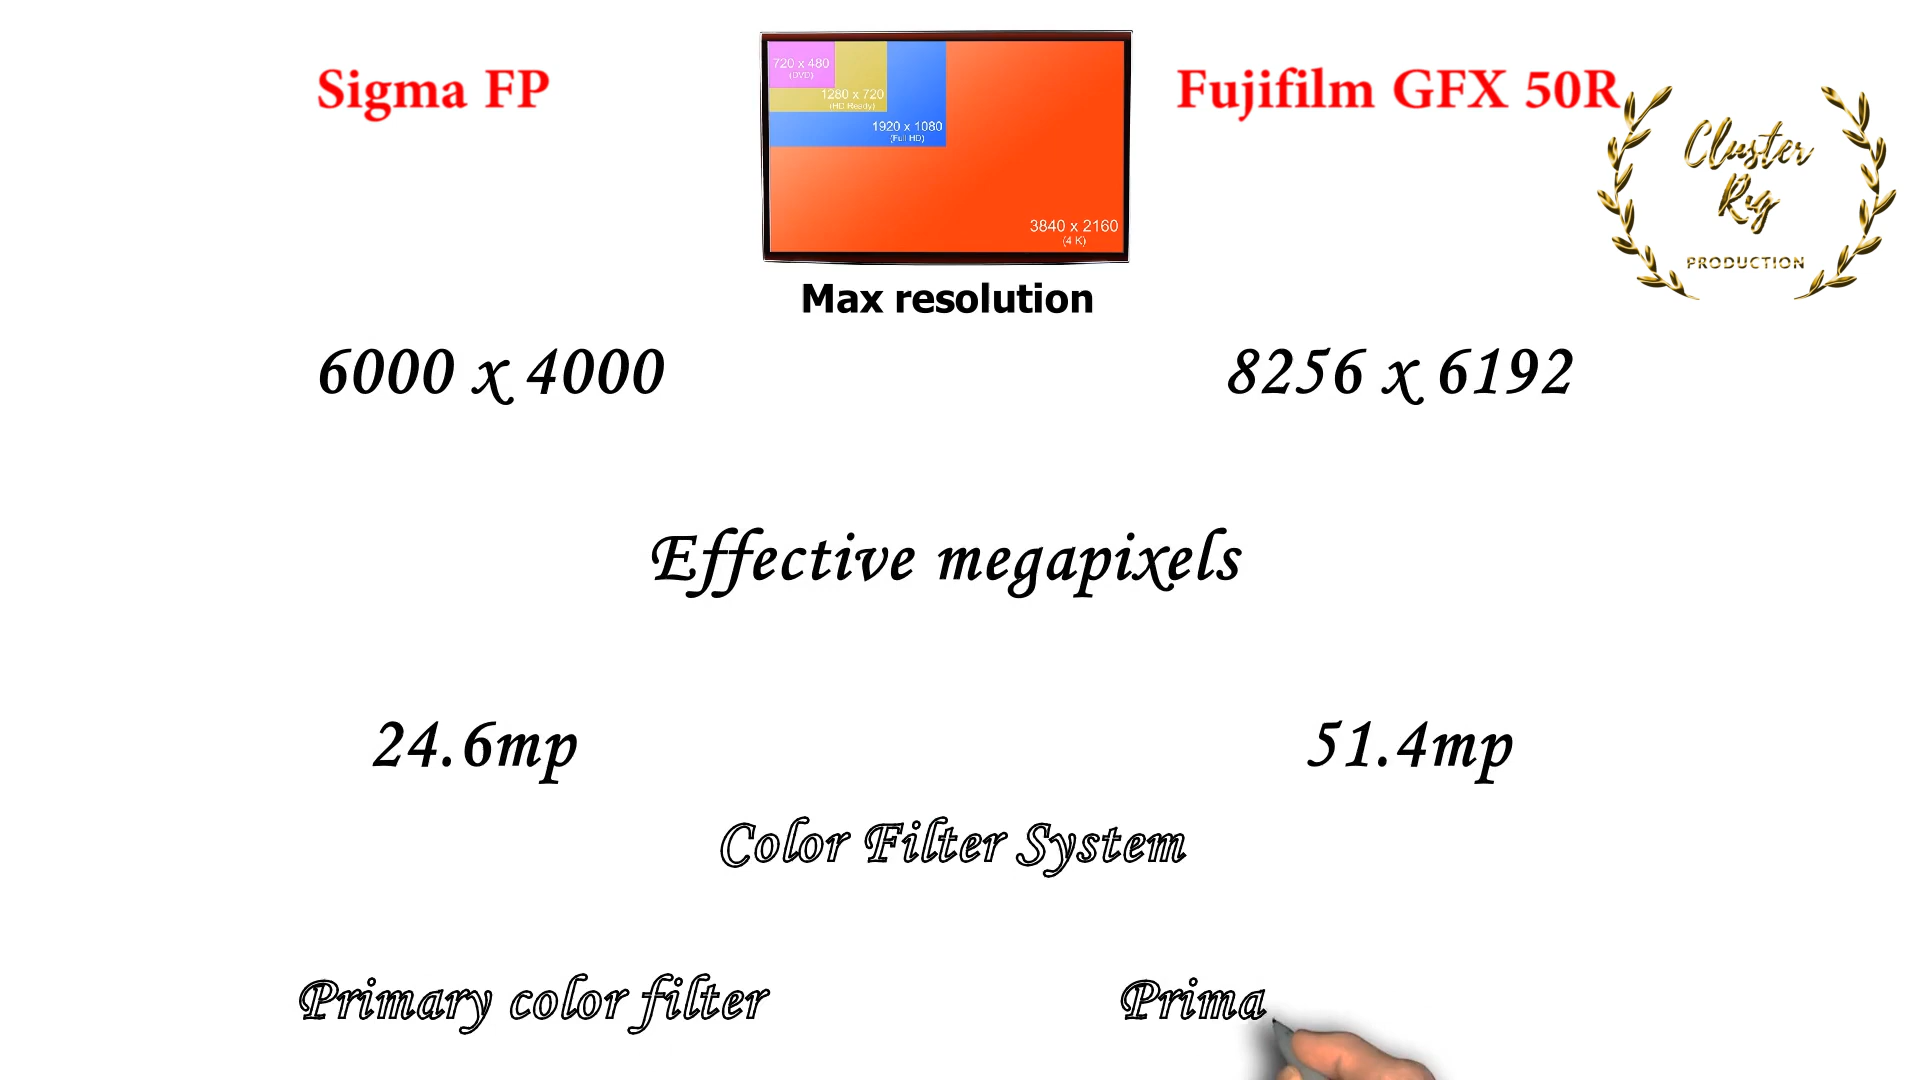 Sigma FP
Fujifilm GFX 50R
720 x 480
(DVD)
1280 x 720
(HD Ready)
1920 x 1080
(Full HD)
3840 x 2160
(4 K)
Cluster
Rig
PRODUCTION
Max resolution
6000 x 4000
8256 x 6192
Effective megapixels
24.6mp
51.4mp
Color Filter System
Primary color filter
Prima